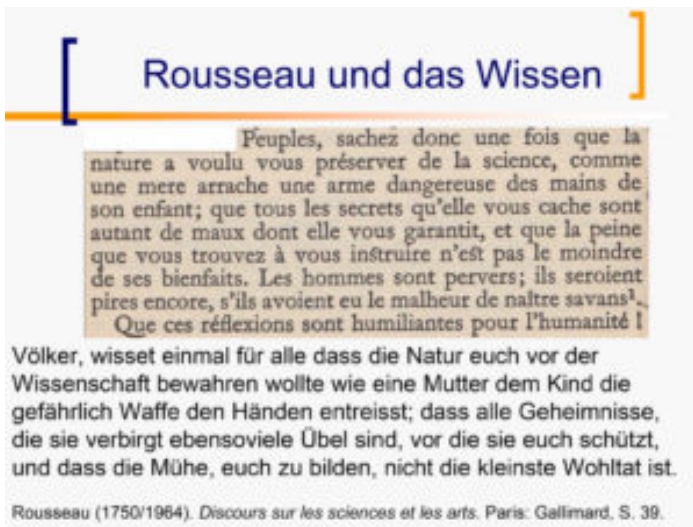 Rousseau und das Wissen
Peuples, sachez donc une fois que la
nature a voulu vous préserver de la science, comme
une mere arrache une arme dangereuse des mains de
son enfant; que tous les secrets qu'elle vous cache sont
autant de maux dont elle vous garantit, et que la peine
que vous trouvez à vous inſtruire n'eſt pas le moindre
de ses bienfaits. Les hommes sont pervers; ils seroient
pires encore, s'ils avoient eu le malheur de naître savans¹.
Que ces réflexions sont humiliantes pour l'humanité !
Völker, wisset einmal für alle dass die Natur euch vor der
Wissenschaft bewahren wollte wie eine Mutter dem Kind die
gefährlich Waffe den Händen entreisst; dass alle Geheimnisse,
die sie verbirgt ebensoviele Übel sind, vor die sie euch schützt,
und dass die Mühe, euch zu bilden, nicht die kleinste Wohltat ist.
Rousseau (1750/1964). Discours sur les sciences et les arts. Paris: Gallimard, S. 39.